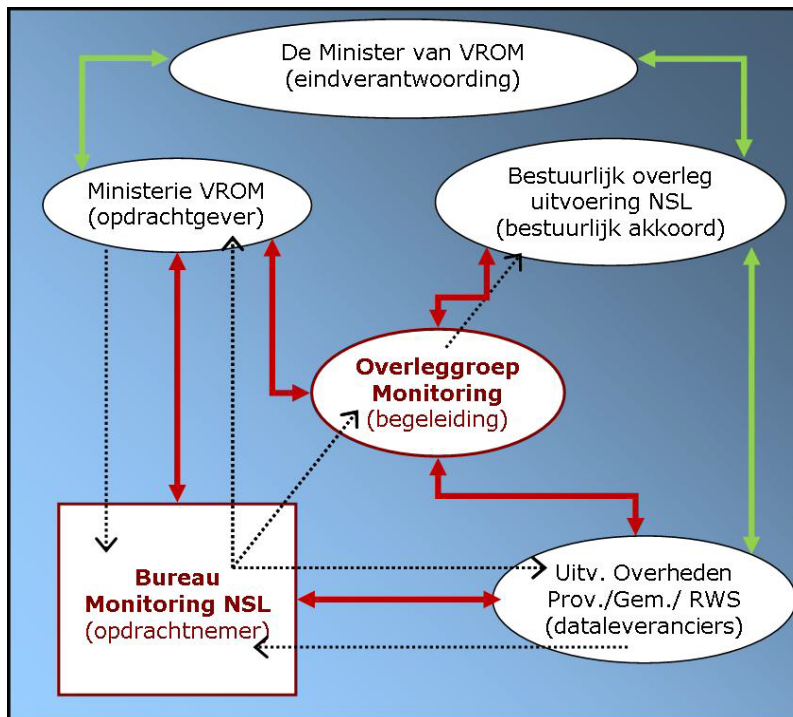 De Minister van VROM
(eindverantwoording)
Ministerie VROM
(opdrachtgever)
Bestuurlijk overleg
uitvoering NSL
(bestuurlijk akkoord)
Overleggroep
Monitoring
(begeleiding)
Bureau
Monitoring NSL
(opdrachtnemer)
Uitv. Overheden
Prov./Gem./ RWS
(dataleveranciers)